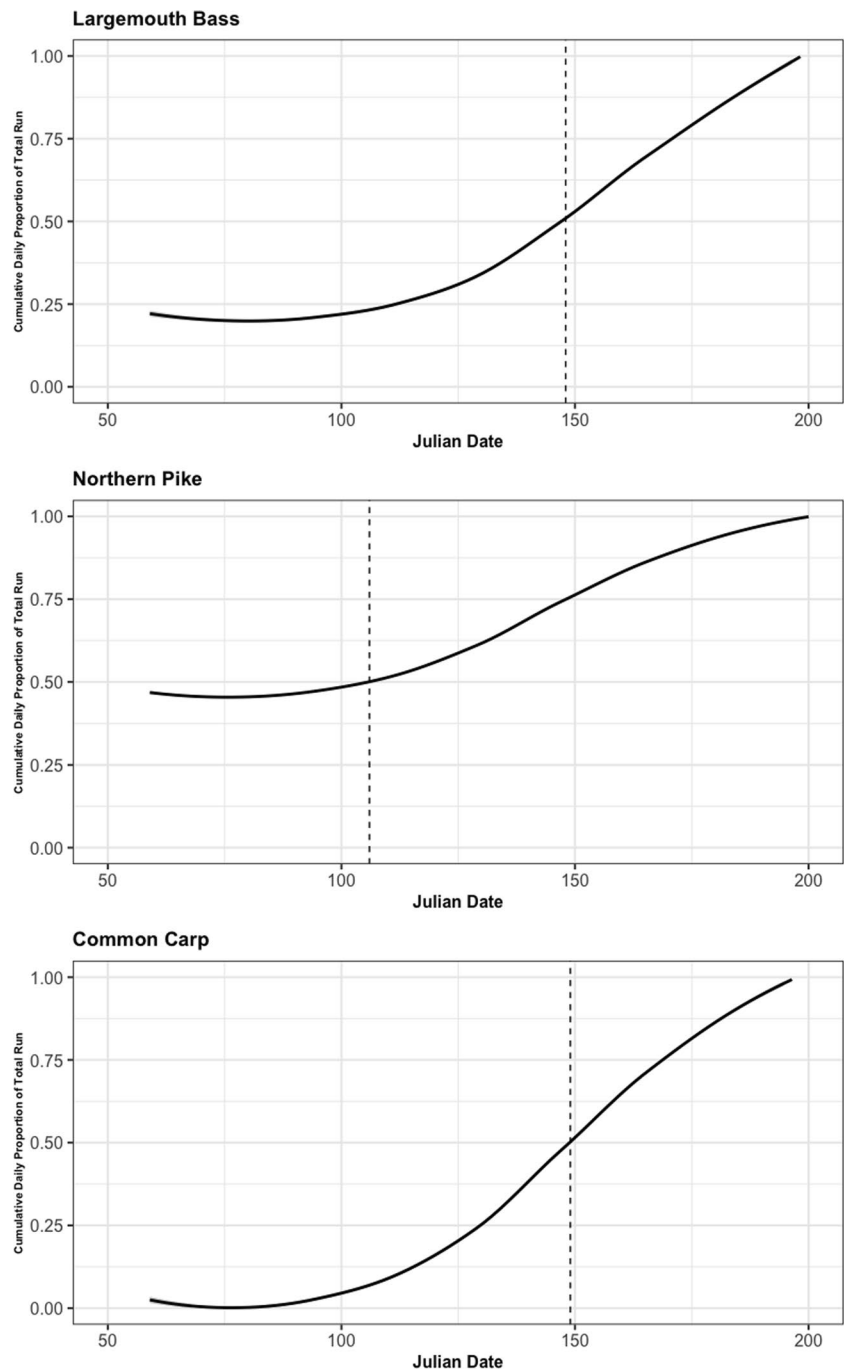 Largemouth Bass
Cumulative Daily Proportion of Total Run
1.00
0.75
0.50
0.25
0.00
50 100 150 200
Julian Date
Northern Pike
Cumulative Daily Proportion of Total Run
1.00
0.75
0.50
0.25
0.00
50 100 150 200
Julian Date
Common Carp
Cumulative Daily Proportion of Total Run
1.00
0.75
0.50
0.25
0.00
50 100 150 200
Julian Date